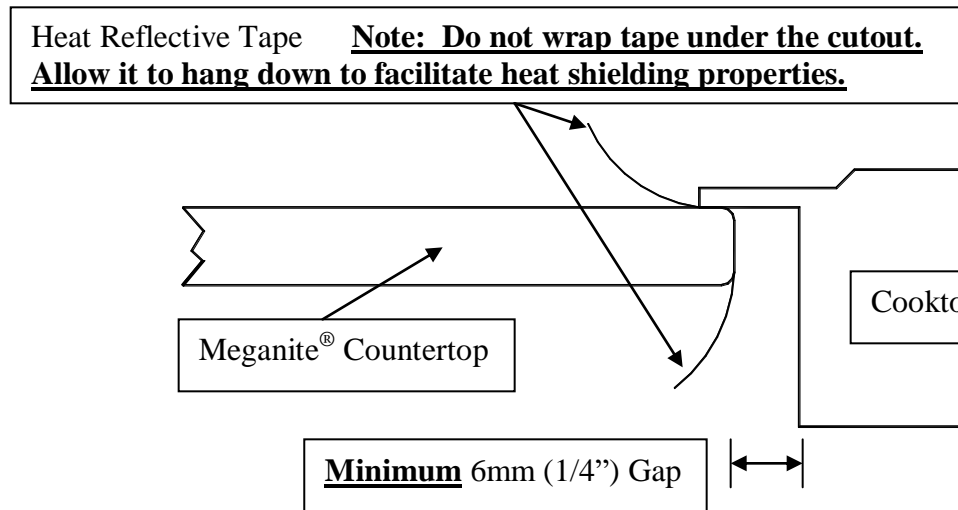 Heat Reflective Tape Note: Do not wrap tape under the cutout.
Allow it to hang down to facilitate heat shielding properties.
Meganite® Countertop
Cookto
Minimum 6mm (1/4”) Gap